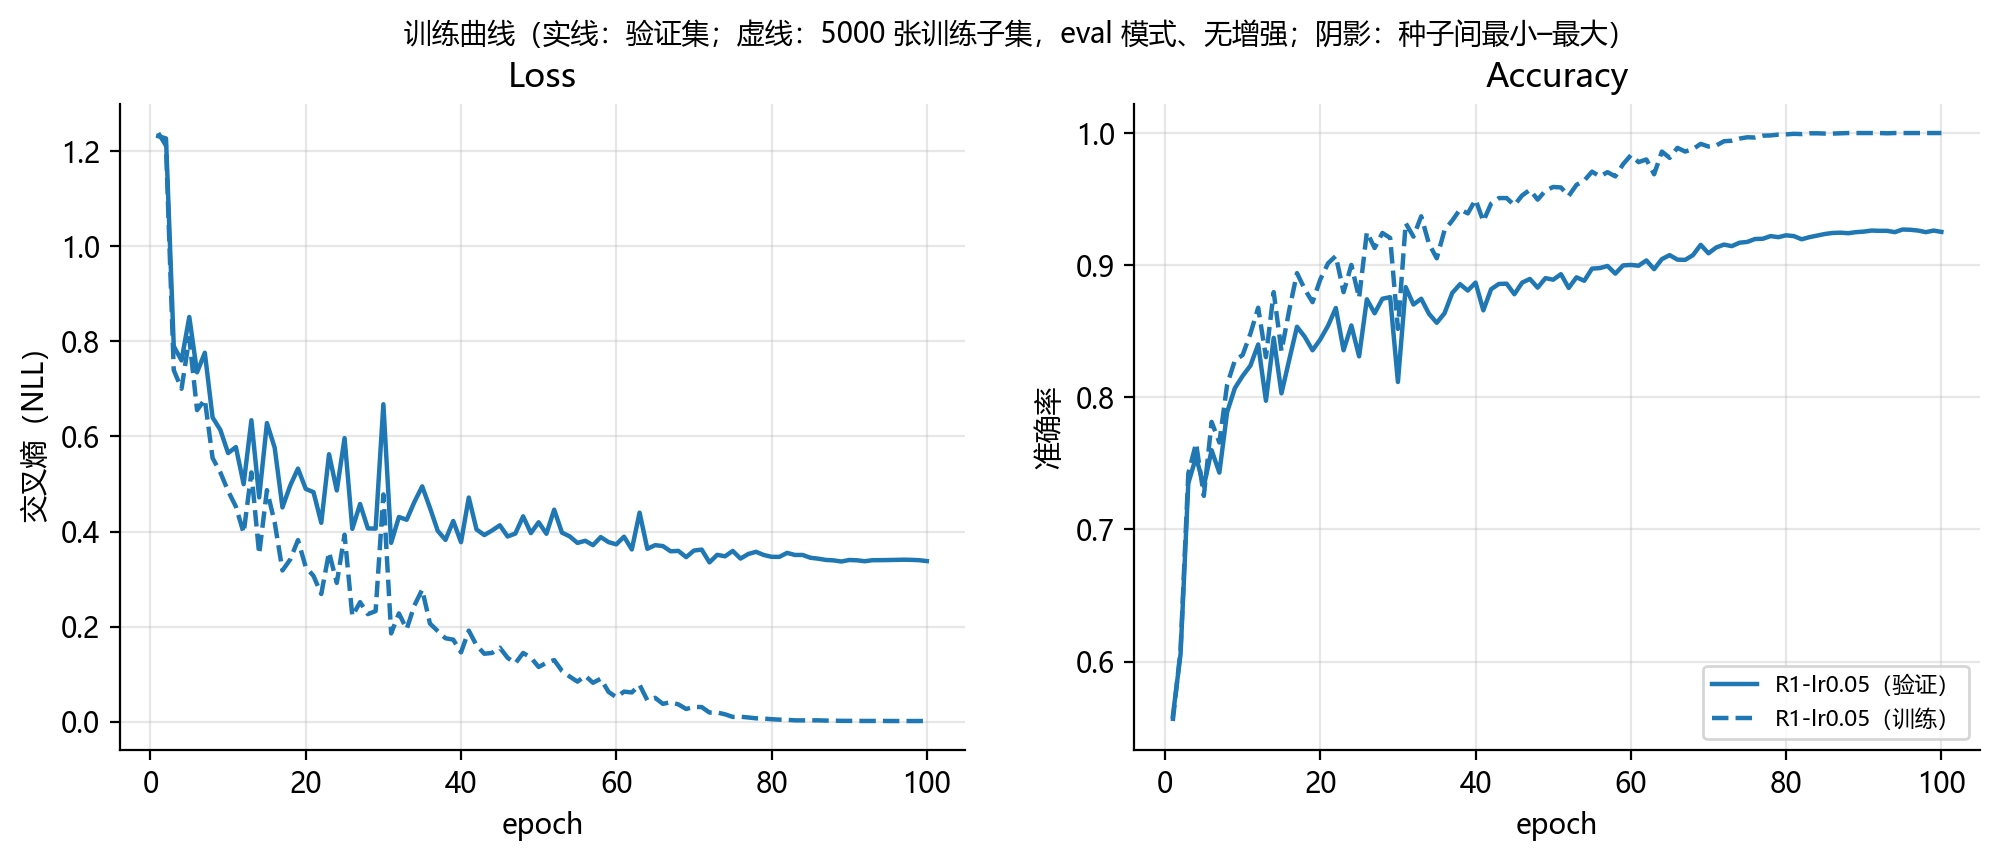 训练曲线（实线：验证集；虚线：5000 张训练子集，eval 模式、无增强；阴影：种子间最小–最大）
Loss
交叉熵（NLL）
1.2
1.0
0.8
0.6
0.4
0.2
0.0
0
20
40
60
80
100
epoch
Accuracy
准确率
1.0
0.9
0.8
0.7
0.6
R1-lr0.05（验证）
R1-lr0.05（训练）
0
20
40
60
80
100
epoch